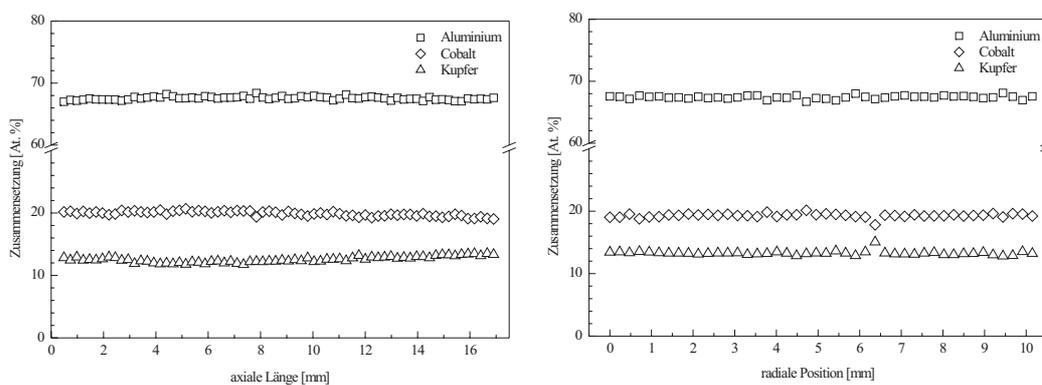 Zusammensetzung [At. %]
80
60
20
10
0
Aluminium
Cobalt
Kupfer
0 2 4 6 8 10 12 14 16
axiale Länge [mm]
Zusammensetzung [At. %]
80
60
20
10
0
Aluminium
Cobalt
Kupfer
0 1 2 3 4 5 6 7 8 9 10
radiale Position [mm]